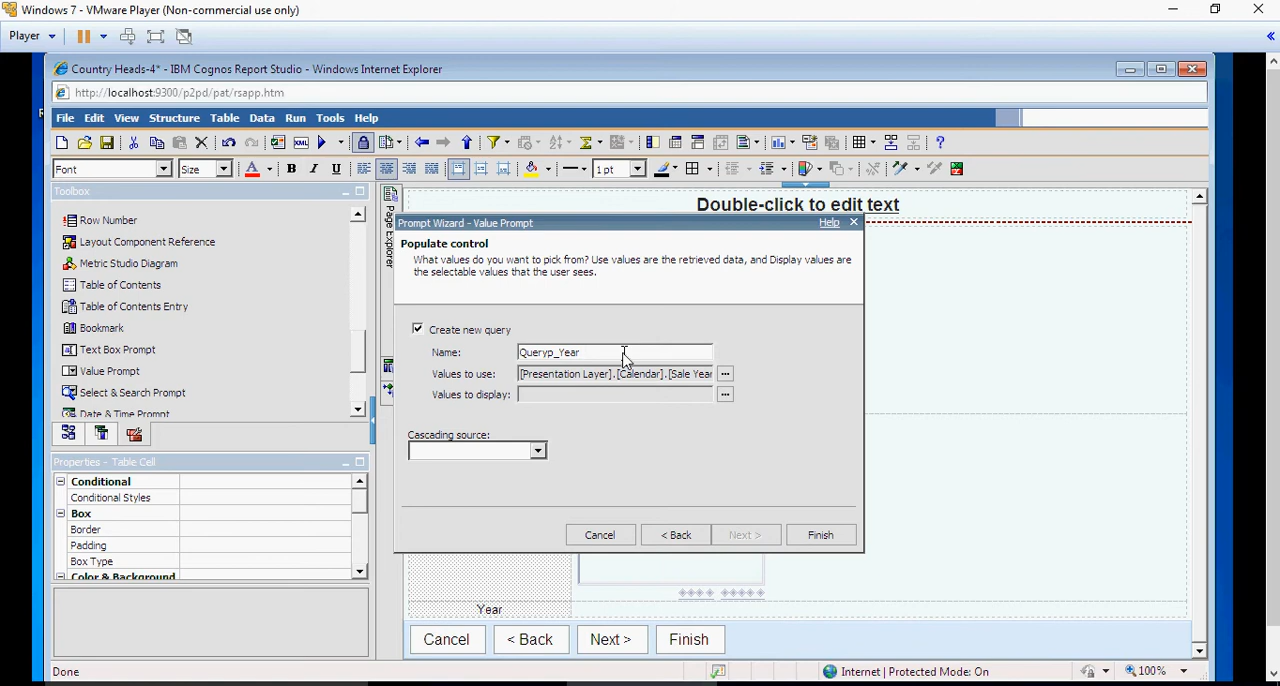 Windows 7 - VMware Player (Non-commercial use only)
Player
Country Heads-4* - IBM Cognos Report Studio - Windows Internet Explorer
http://localhost:9300/p2pd/pat/rsapp.htm
File Edit View Structure Table Data Run Tools Help
Font Size 1 pt
Toolbox
Row Number
Layout Component Reference
Metric Studio Diagram
Table of Contents
Table of Contents Entry
Bookmark
Text Box Prompt
Value Prompt
Select & Search Prompt
Date & Time Prompt
Properties - Table Cell
Conditional
Conditional Styles
Box
Border
Padding
Box Type
Color & Background
Page Explorer
Double-click to edit text
Prompt Wizard - Value Prompt Help
Populate control
What values do you want to pick from? Use values are the retrieved data, and Display values are
the selectable values that the user sees.
Create new query
Name: Queryp_Year
Values to use: [Presentation Layer].[Calendar].[Sale Year
Values to display:
Cascading source:
Cancel < Back Next > Finish
Year
Cancel < Back Next > Finish
Done Internet | Protected Mode: On 100%